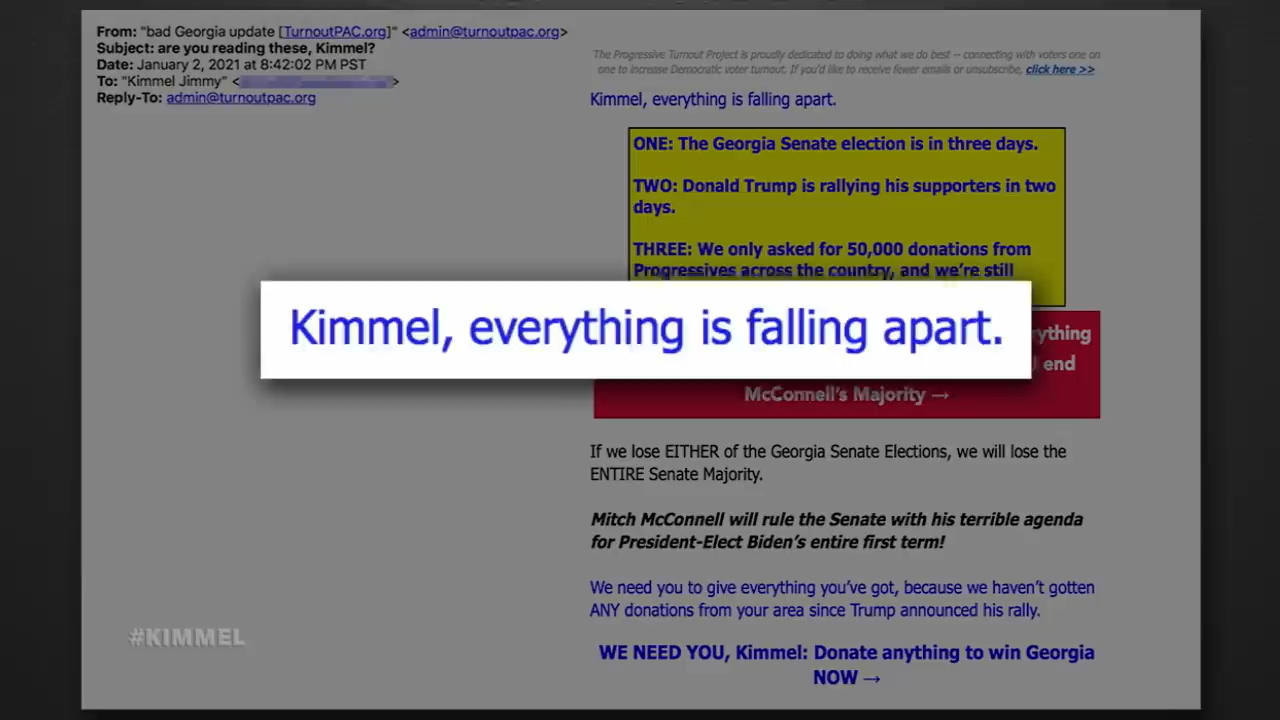 From: "bad Georgia update [TurnoutPAC.org]" <admin@turnoutpac.org>
Subject: are you reading these, Kimmel?
Date: January 2, 2021 at 8:42:02 PM PST
To: "Kimmel Jimmy" < >
Reply-To: admin@turnoutpac.org
The Progressive Turnout Project is proudly dedicated to doing what we do best -- connecting with voters one on
one to increase Democratic voter turnout. If you'd like to receive fewer emails or unsubscribe, click here >>
Kimmel, everything is falling apart.
ONE: The Georgia Senate election is in three days.
TWO: Donald Trump is rallying his supporters in two
days.
THREE: We only asked for 50,000 donations from
Progressives across the country, and we're still
Kimmel, everything is falling apart.
end
McConnell's Majority →
If we lose EITHER of the Georgia Senate Elections, we will lose the
ENTIRE Senate Majority.
Mitch McConnell will rule the Senate with his terrible agenda
for President-Elect Biden's entire first term!
We need you to give everything you've got, because we haven't gotten
ANY donations from your area since Trump announced his rally.
WE NEED YOU, Kimmel: Donate anything to win Georgia
NOW →
#KIMMEL